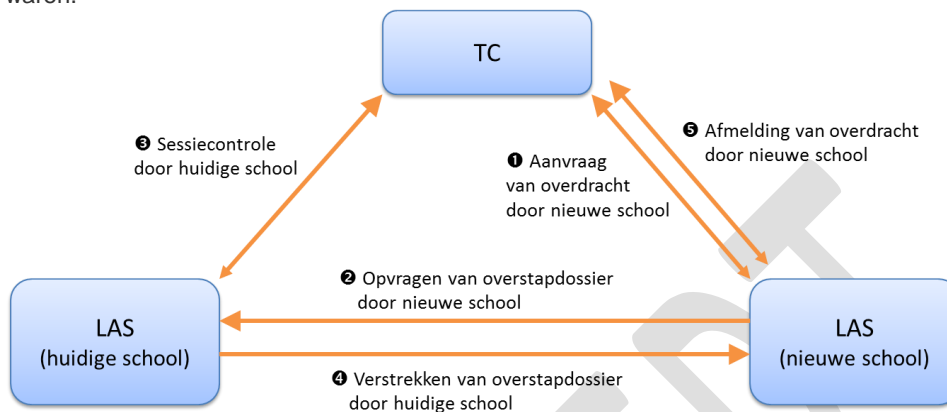 waren.
TC
❸ Sessiecontrole
door huidige school
❺ Afmelding van overdracht
door nieuwe school
❶ Aanvraag
van overdracht
door nieuwe school
❷ Opvragen van overstapdossier
door nieuwe school
LAS
(huidige school)
LAS
(nieuwe school)
❹ Verstrekken van overstapdossier
door huidige school